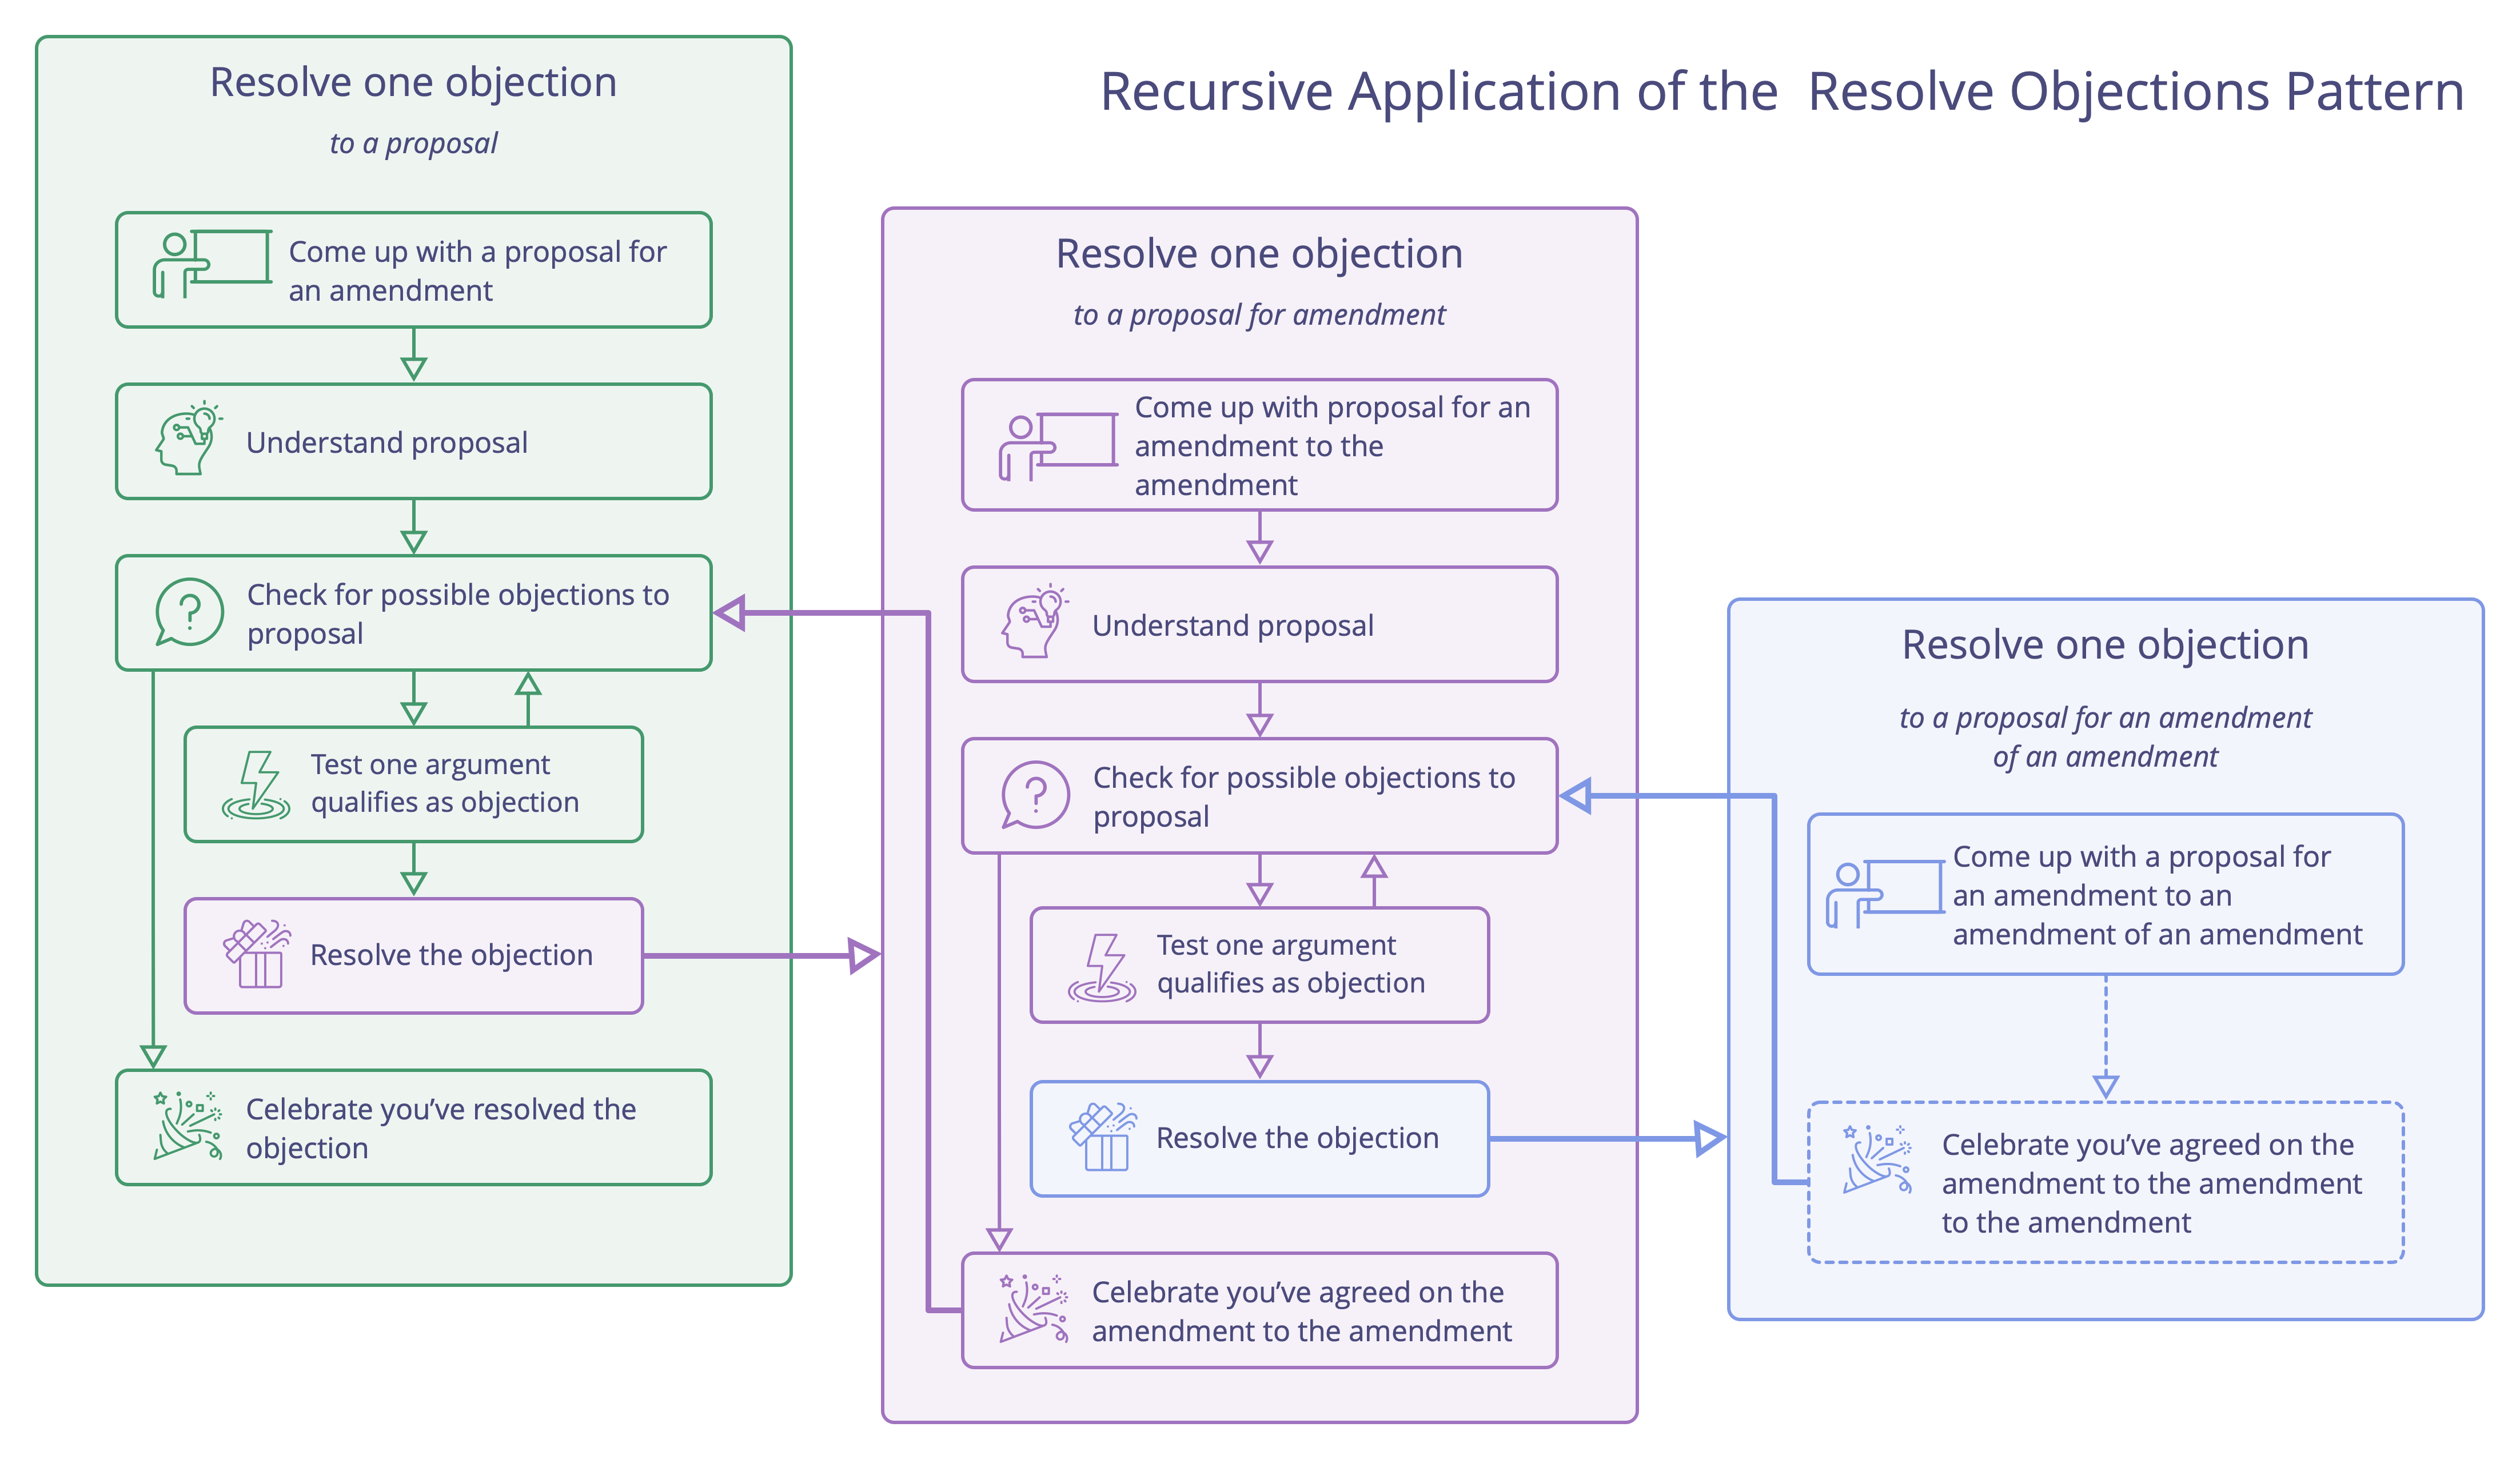 Recursive Application of the  Resolve Objections Pattern
Resolve one objection
to a proposal
Come up with a proposal for
an amendment
Understand proposal
Check for possible objections to
proposal
Test one argument
qualifies as objection
Resolve the objection
Celebrate you’ve resolved the
objection
Resolve one objection
to a proposal for amendment
Come up with proposal for an
amendment to the
amendment
Understand proposal
Check for possible objections to
proposal
Test one argument
qualifies as objection
Resolve the objection
Celebrate you’ve agreed on the
amendment to the amendment
Resolve one objection
to a proposal for an amendment
of an amendment
Come up with a proposal for
an amendment to an
amendment of an amendment
Celebrate you’ve agreed on the
amendment to the amendment
to the amendment